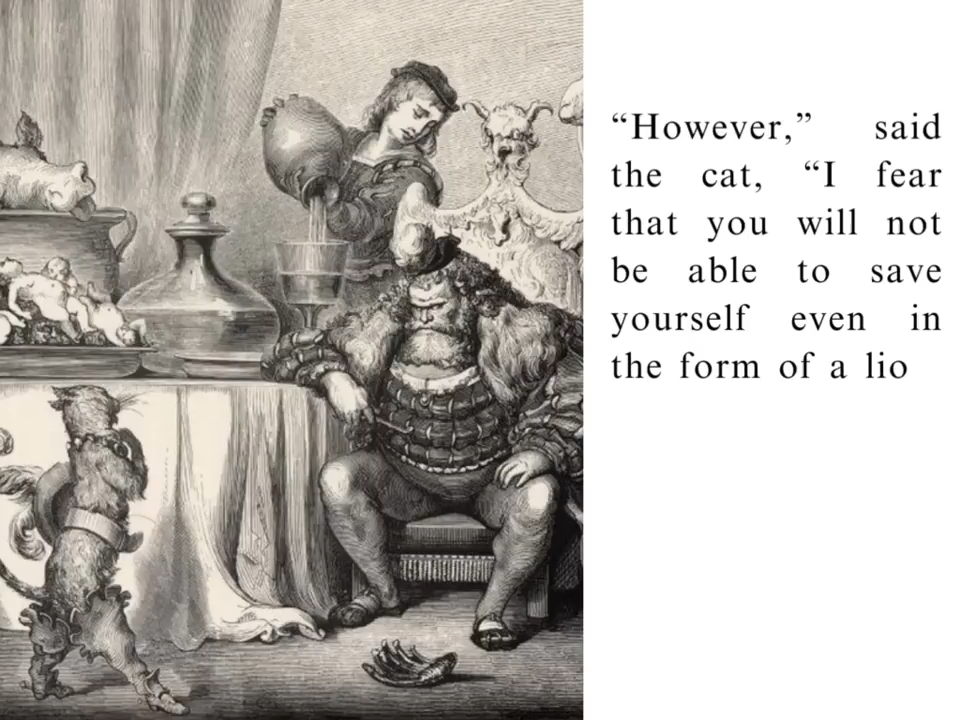 “However,” said
the cat, “I fear
that you will not
be able to save
yourself even in
the form of a lio